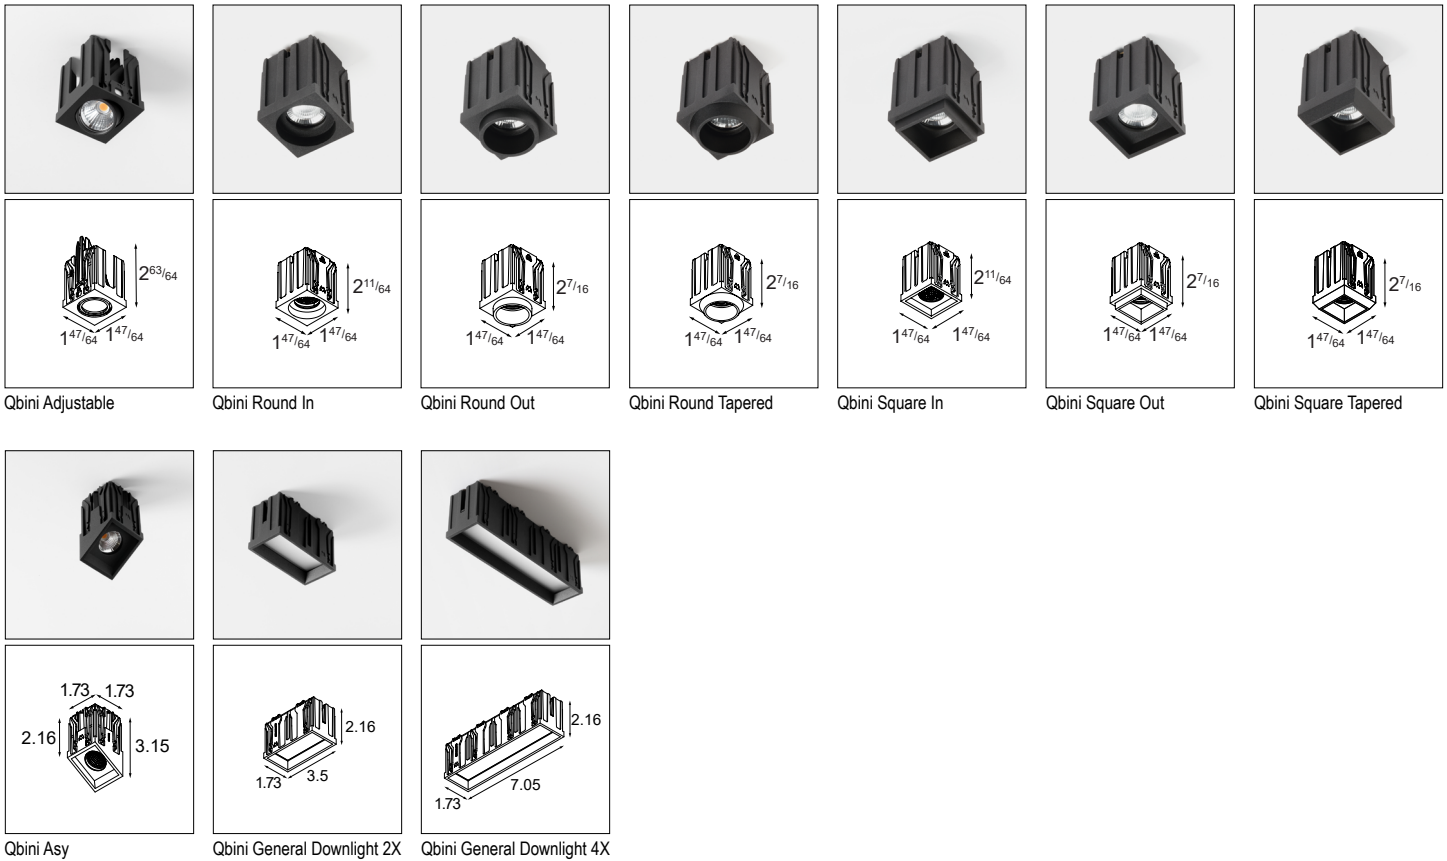 2 63/64
1 47/64 1 47/64
Qbini Adjustable
2 11/64
1 47/64 1 47/64
Qbini Round In
2 7/16
1 47/64 1 47/64
Qbini Round Out
2 7/16
1 47/64 1 47/64
Qbini Round Tapered
2 11/64
1 47/64 1 47/64
Qbini Square In
2 7/16
1 47/64 1 47/64
Qbini Square Out
2 7/16
1 47/64 1 47/64
Qbini Square Tapered
1.73 1.73
2.16 3.15
Qbini Asy
2.16
1.73 3.5
Qbini General Downlight 2X
2.16
7.05
1.73
Qbini General Downlight 4X